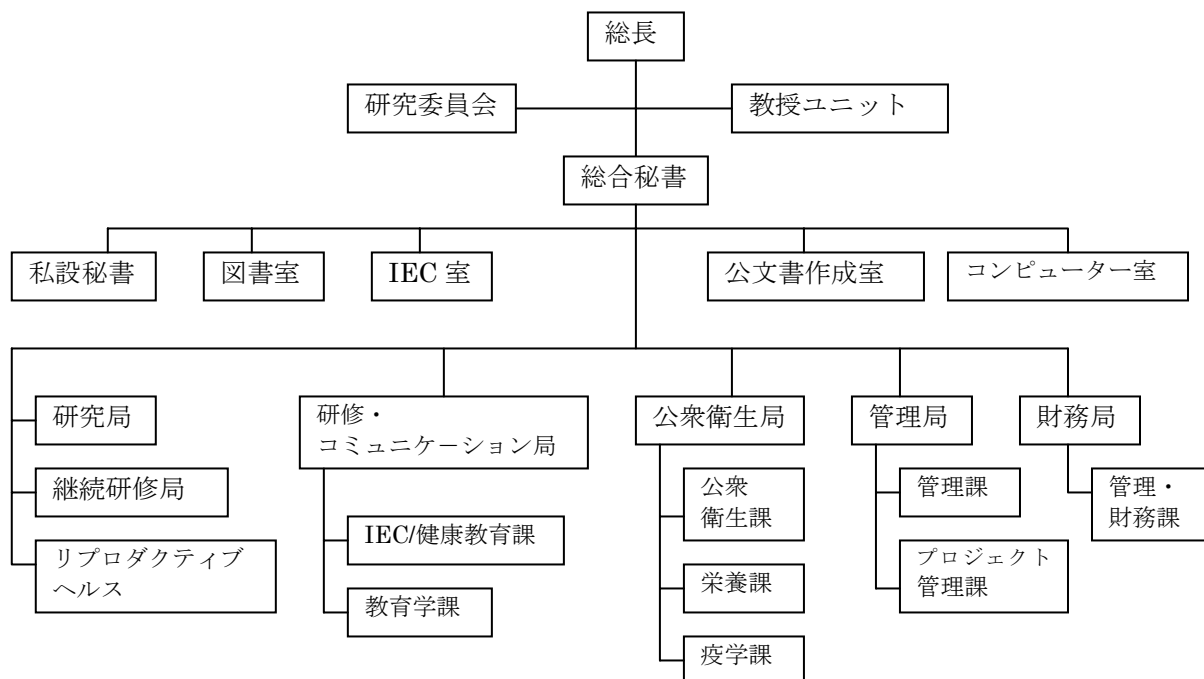 総長
研究委員会
教授ユニット
総合秘書
私設秘書
図書室
IEC 室
公文書作成室
コンピューター室
研究局
継続研修局
リプロダクティブ
ヘルス
研修・
コミュニケーション局
IEC/健康教育課
教育学課
公衆衛生局
公衆
衛生課
栄養課
疫学課
管理局
管理課
プロジェクト
管理課
財務局
管理・
財務課